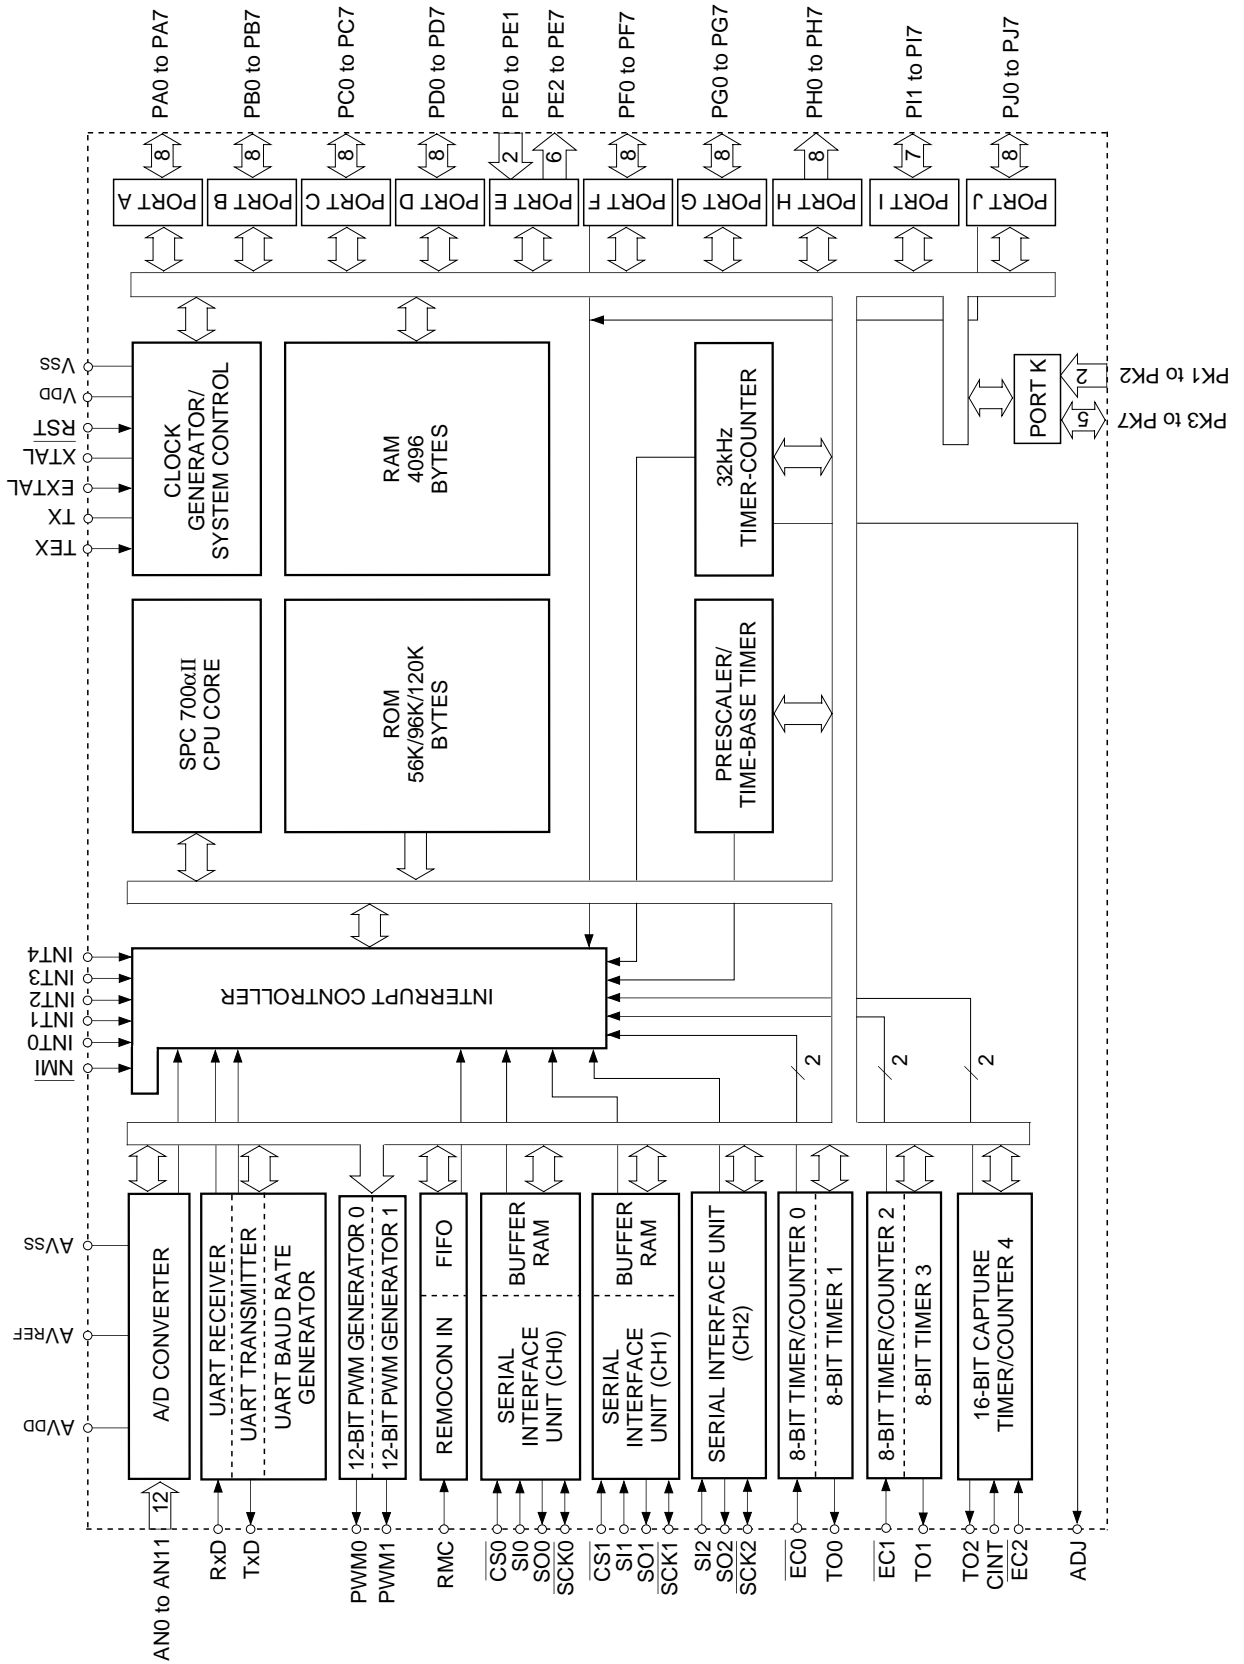 PA0 to PA7
PB0 to PB7
PC0 to PC7
PD0 to PD7
PE0 to PE1
PE2 to PE7
PF0 to PF7
PG0 to PG7
PH0 to PH7
PI1 to PI7
PJ0 to PJ7
8
8
8
8
2
6
8
8
8
7
8
PORT A
PORT B
PORT C
PORT D
PORT E
PORT F
PORT G
PORT H
PORT I
PORT J
VSS
VDD
RST
XTAL
EXTAL
TX
TEX
CLOCK
GENERATOR/
SYSTEM CONTROL
RAM
4096
BYTES
32kHz
TIMER-COUNTER
PORT K
2
5
PK1 to PK2
PK3 to PK7
SPC 700αII
CPU CORE
ROM
56K/96K/120K
BYTES
PRESCALER/
TIME-BASE TIMER
INT4
INT3
INT2
INT1
INT0
NMI
INTERRUPT CONTROLLER
2
2
2
AVSS
AVREF
AVDD
A/D CONVERTER
UART RECEIVER
UART TRANSMITTER
UART BAUD RATE
GENERATOR
12-BIT PWM GENERATOR 0
12-BIT PWM GENERATOR 1
REMOCON IN
FIFO
SERIAL
INTERFACE
UNIT (CH0)
BUFFER
RAM
SERIAL
INTERFACE
UNIT (CH1)
BUFFER
RAM
SERIAL INTERFACE UNIT
(CH2)
8-BIT TIMER/COUNTER 0
8-BIT TIMER 1
8-BIT TIMER/COUNTER 2
8-BIT TIMER 3
16-BIT CAPTURE
TIMER/COUNTER 4
12
AN0 to AN11
RxD
TxD
PWM0
PWM1
RMC
CS0
SI0
SO0
SCK0
CS1
SI1
SO1
SCK1
SI2
SO2
SCK2
EC0
TO0
EC1
TO1
TO2
CINT
EC2
ADJ